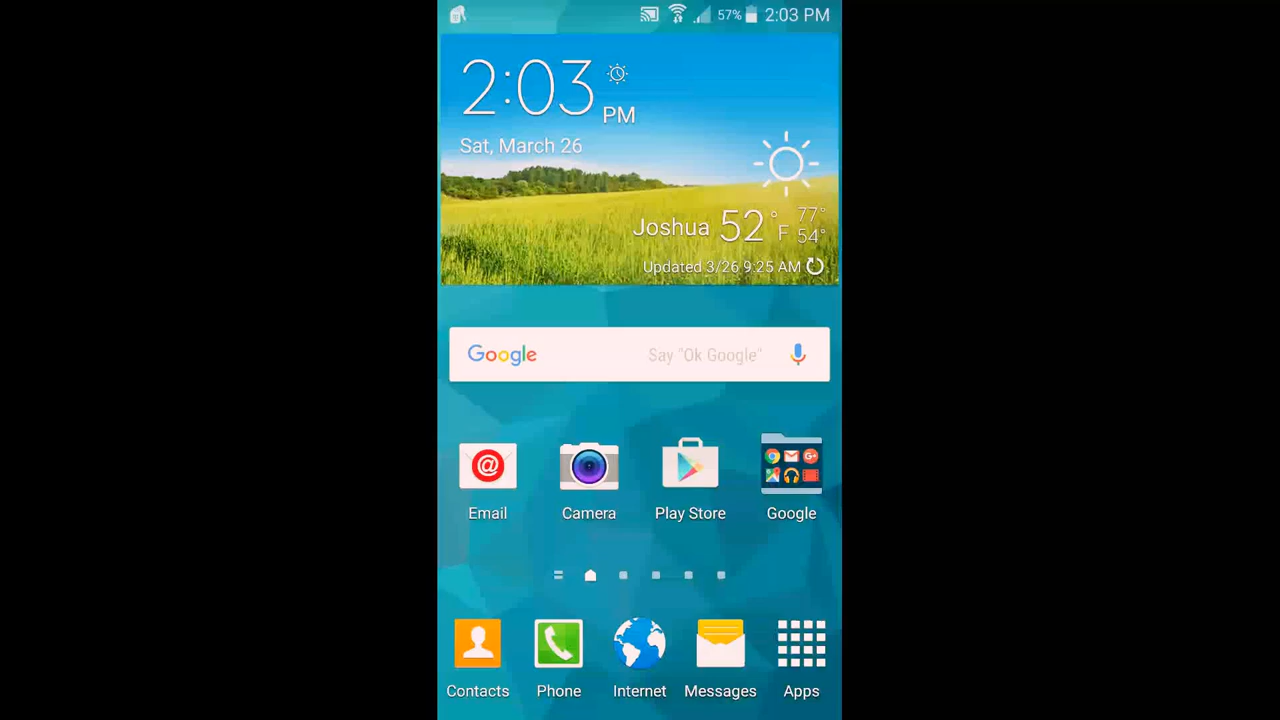 57% 2:03 PM
2:03 PM
Sat, March 26
Joshua 52°F 77° 54°
Updated 3/26 9:25 AM
Google Say "Ok Google"
@
Email Camera Play Store Google
Contacts Phone Internet Messages Apps